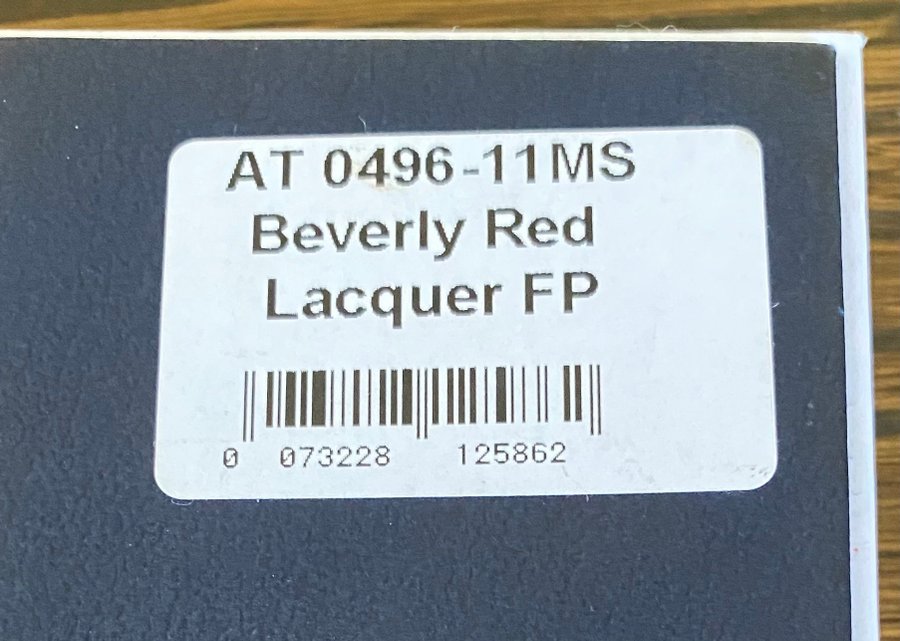 AT 0496-11MS
Beverly Red
Lacquer FP
0 073228 125862